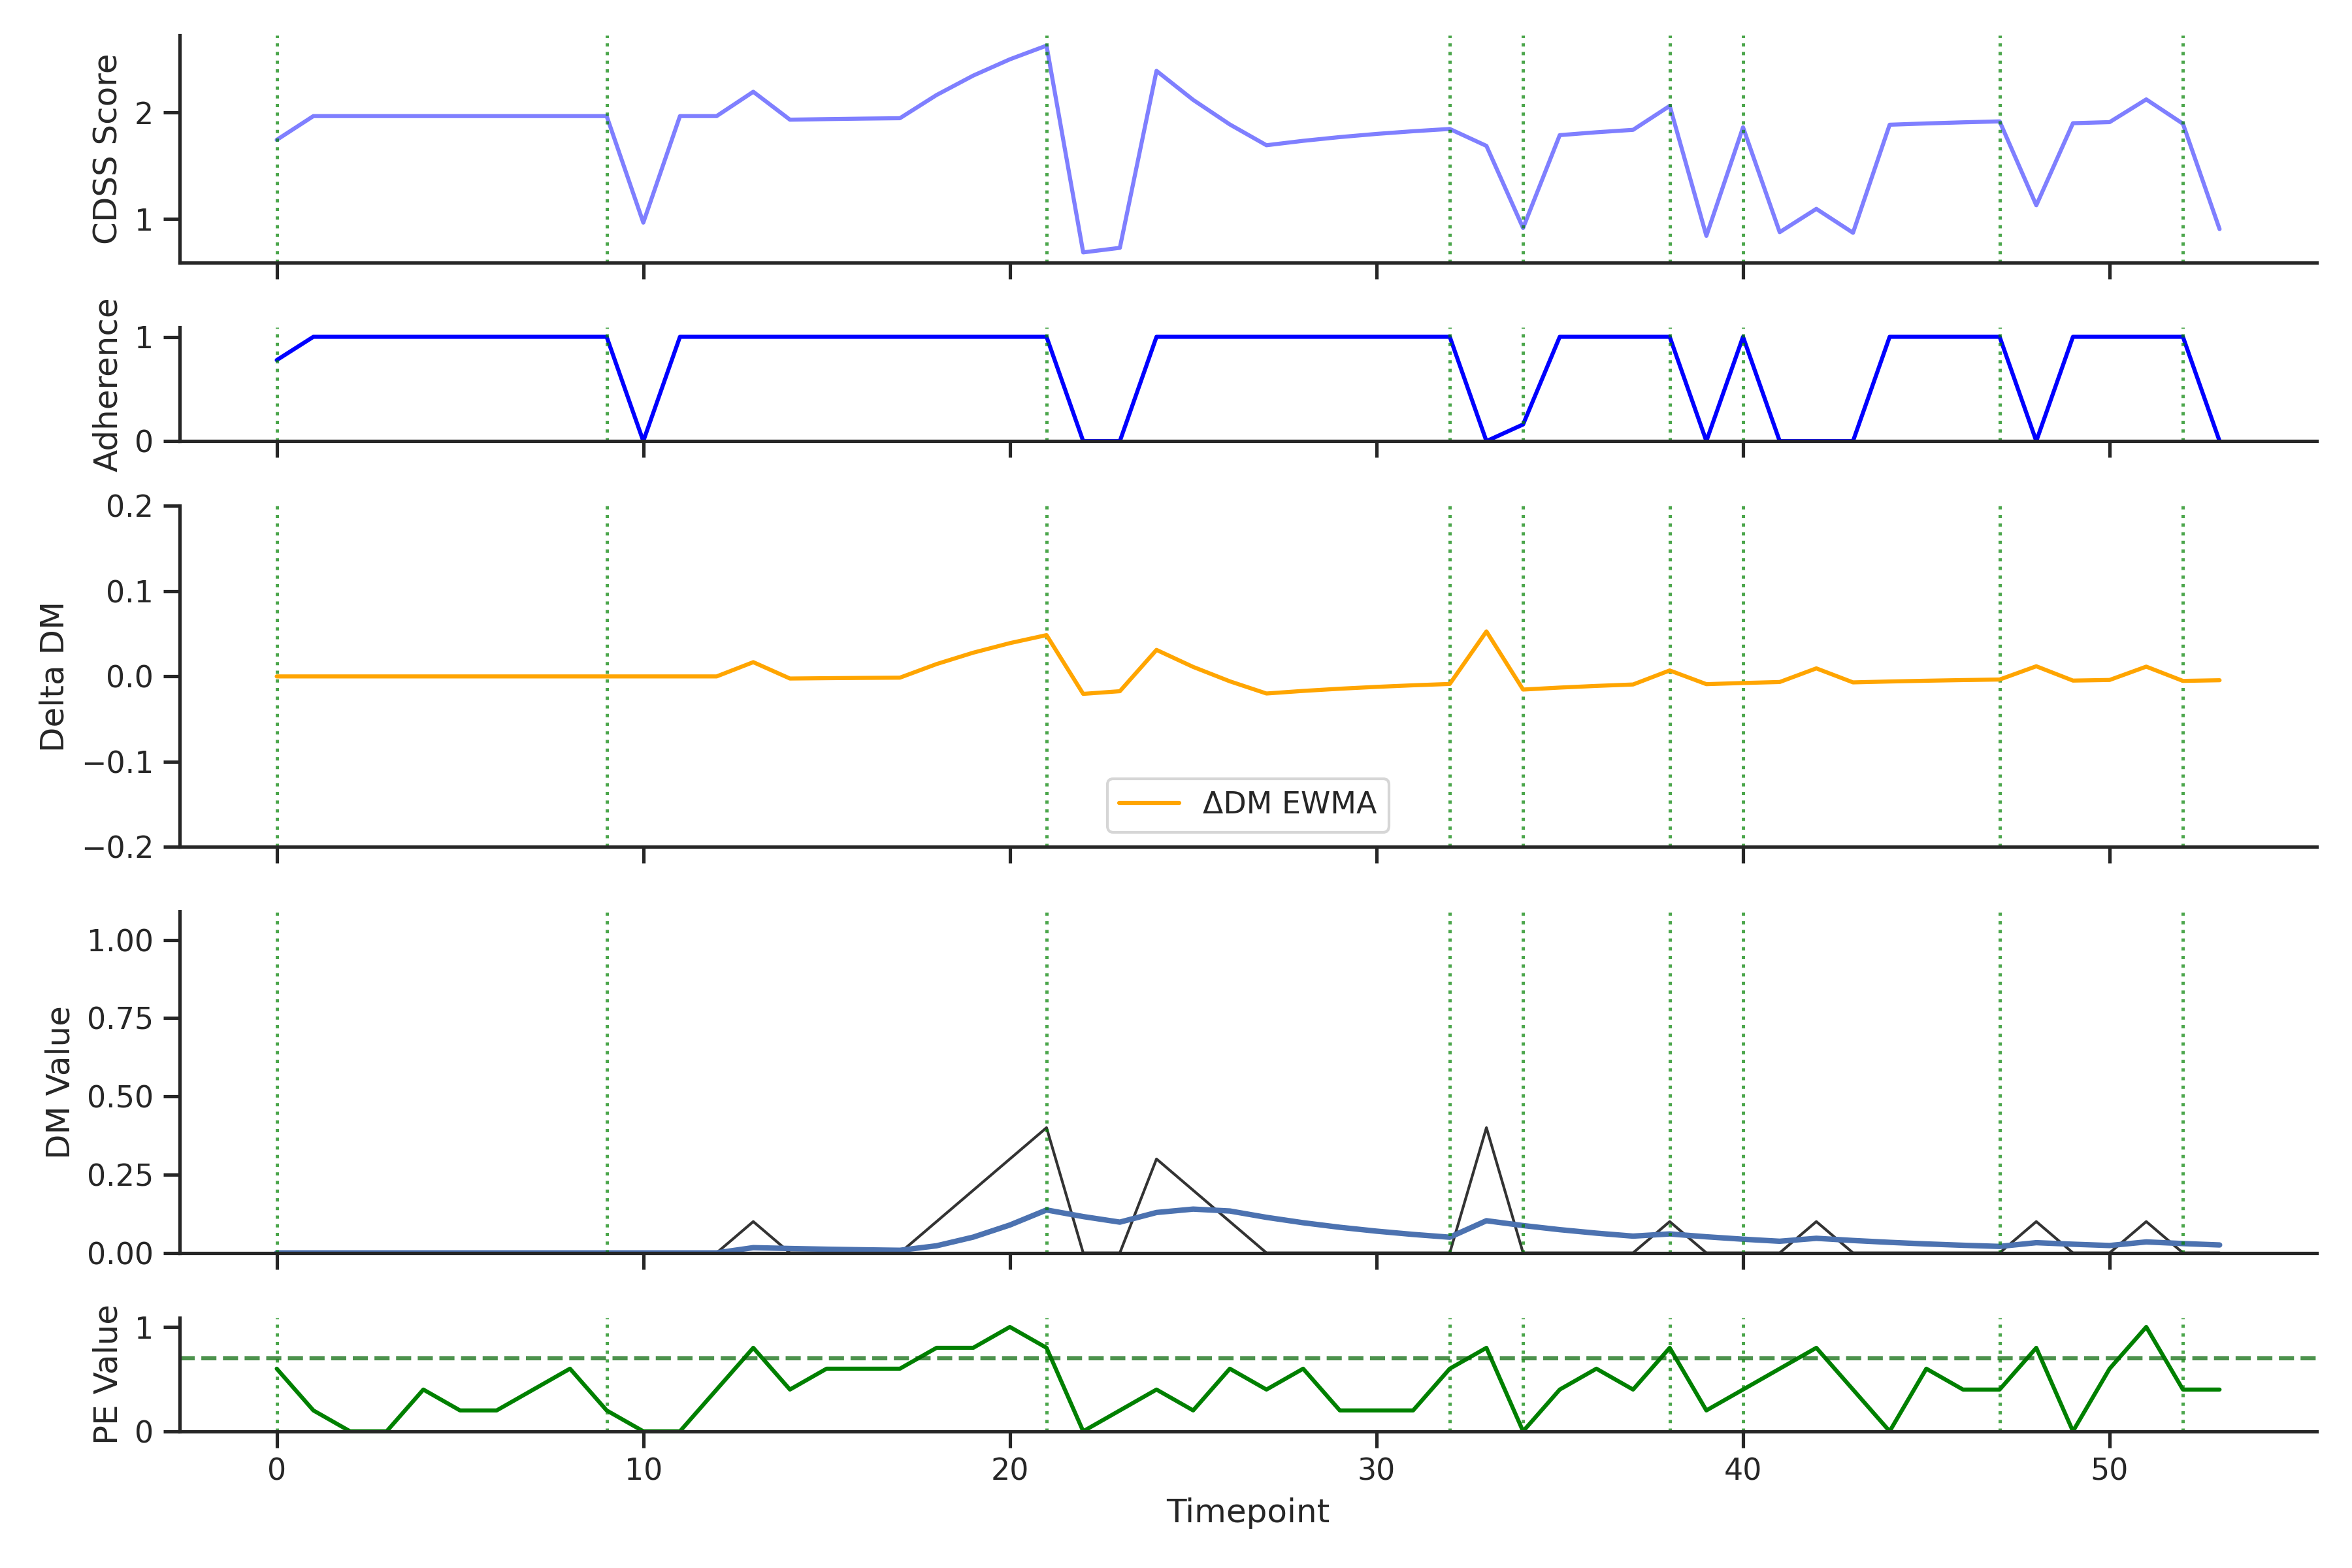 CDSS Score
2
1
Adherence
1
0
Delta DM
0.2
0.1
0.0
−0.1
−0.2
ΔDM EWMA
DM Value
1.00
0.75
0.50
0.25
0.00
PE Value
1
0
0 10 20 30 40 50
Timepoint